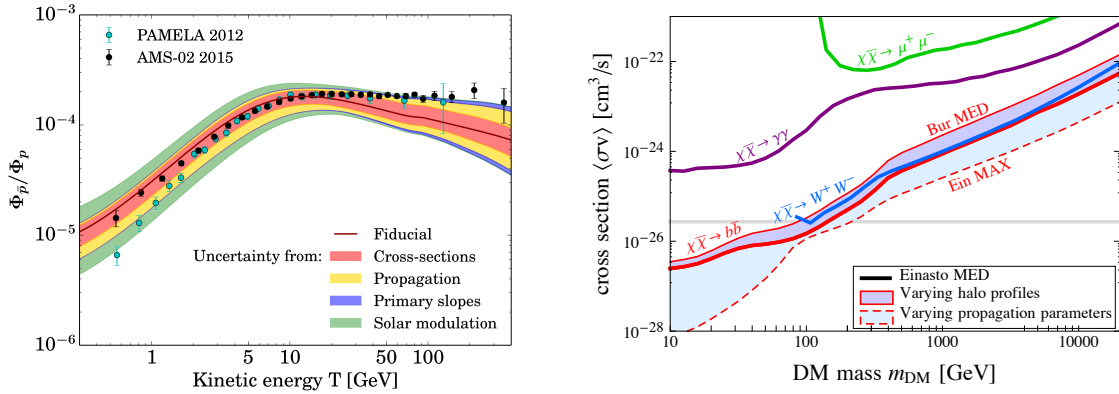 10⁻³
10⁻⁴
10⁻⁵
10⁻⁶
Φp̄/Φp
PAMELA 2012
AMS-02 2015
Fiducial
Uncertainty from:
Cross-sections
Propagation
Primary slopes
Solar modulation
1 5 10 50 100
Kinetic energy T [GeV]
10⁻²²
10⁻²⁴
10⁻²⁶
10⁻²⁸
cross section ⟨σv⟩ [cm³/s]
χχ̄→ μ⁺ μ⁻
χχ̄→ γγ
Bur MED
χχ̄→ W⁺ W⁻
Ein MAX
χχ̄→ bb̄
Einasto MED
Varying halo profiles
Varying propagation parameters
10 100 1000 10000
DM mass mDM [GeV]